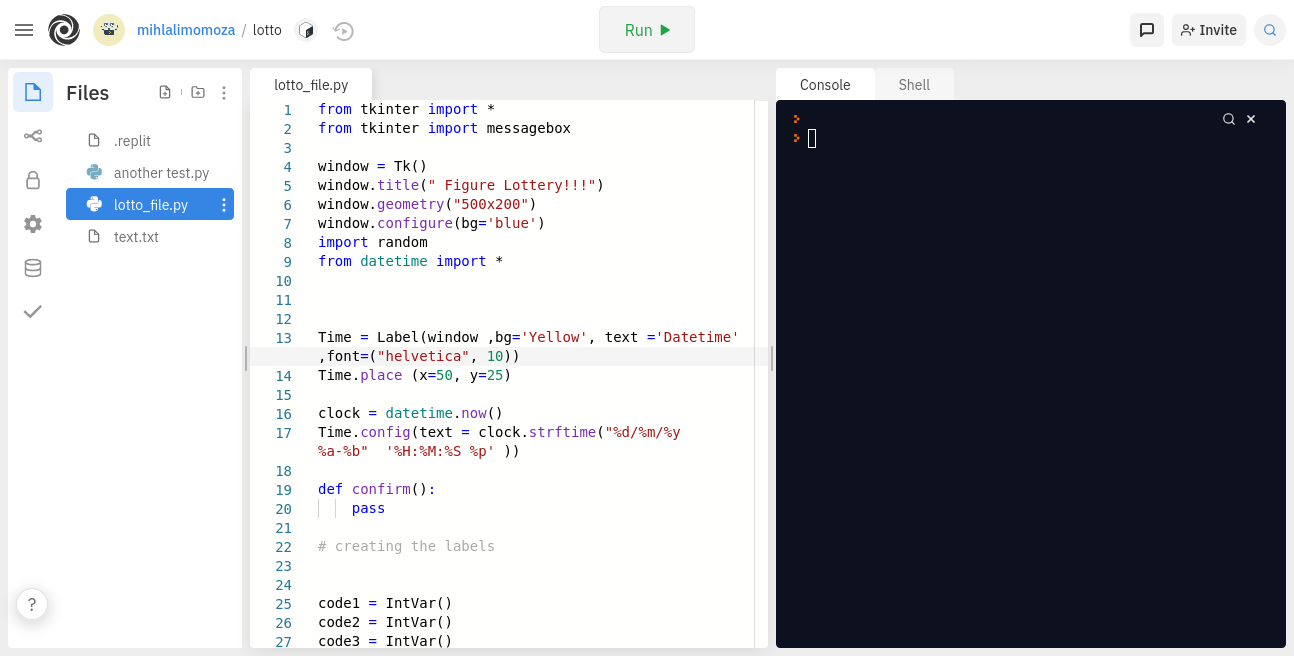 mihlalimomoza / lotto
Run
Invite
Files
.replit
another test.py
lotto_file.py
text.txt
?
lotto_file.py
1 from tkinter import *
2 from tkinter import messagebox
3
4 window = Tk()
5 window.title(" Figure Lottery!!!")
6 window.geometry("500x200")
7 window.configure(bg='blue')
8 import random
9 from datetime import *
10
11
12
13 Time = Label(window ,bg='Yellow', text ='Datetime'
,font=("helvetica", 10))
14 Time.place (x=50, y=25)
15
16 clock = datetime.now()
17 Time.config(text = clock.strftime("%d/%m/%y
%a-%b"  '%H:%M:%S %p' ))
18
19 def confirm():
20     pass
21
22 # creating the labels
23
24
25 code1 = IntVar()
26 code2 = IntVar()
27 code3 = IntVar()
Console
Shell